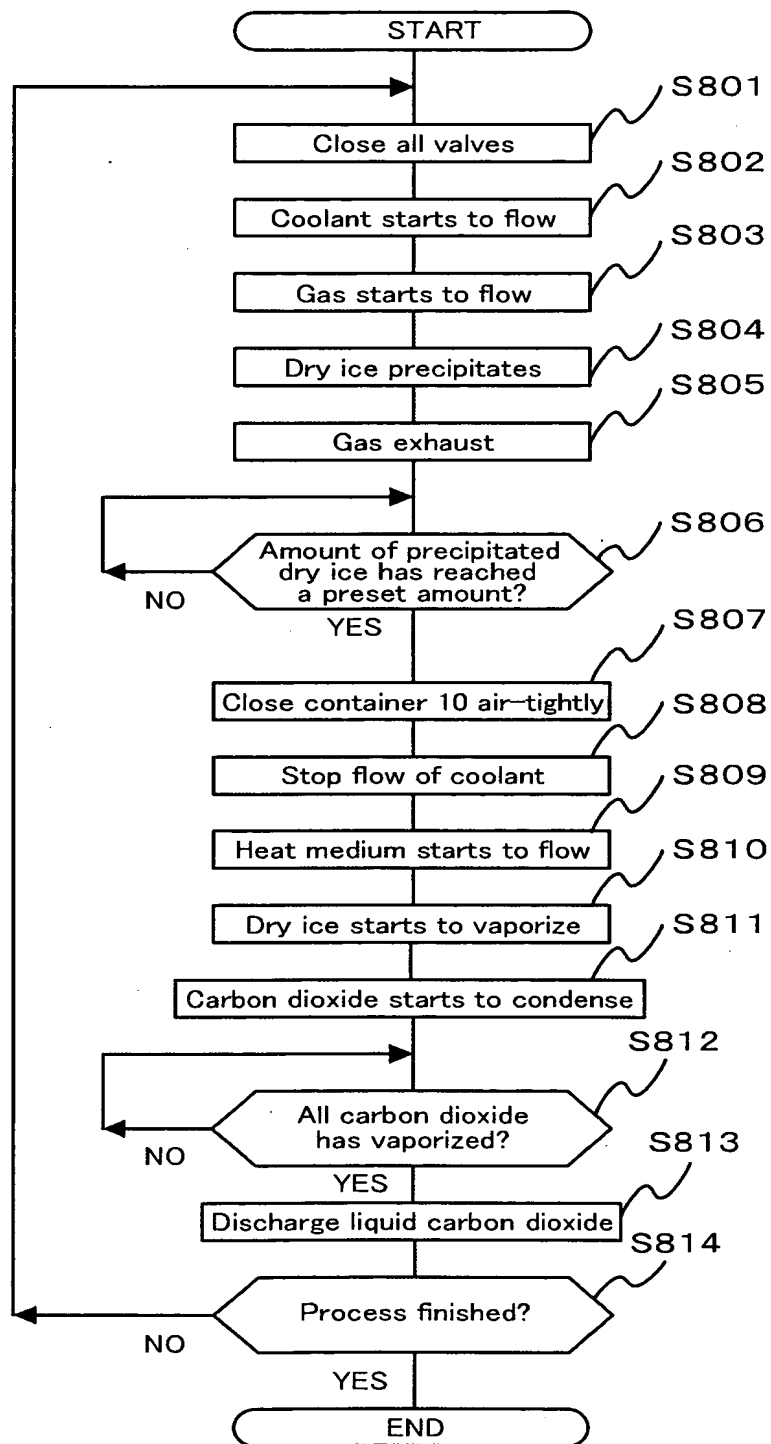 START
S801
Close all valves
S802
Coolant starts to flow
S803
Gas starts to flow
S804
Dry ice precipitates
S805
Gas exhaust
S806
Amount of precipitated
dry ice has reached
a preset amount?
NO
YES
S807
Close container 10 air-tightly
S808
Stop flow of coolant
S809
Heat medium starts to flow
S810
Dry ice starts to vaporize
S811
Carbon dioxide starts to condense
S812
All carbon dioxide
has vaporized?
NO
YES
S813
Discharge liquid carbon dioxide
S814
Process finished?
NO
YES
END